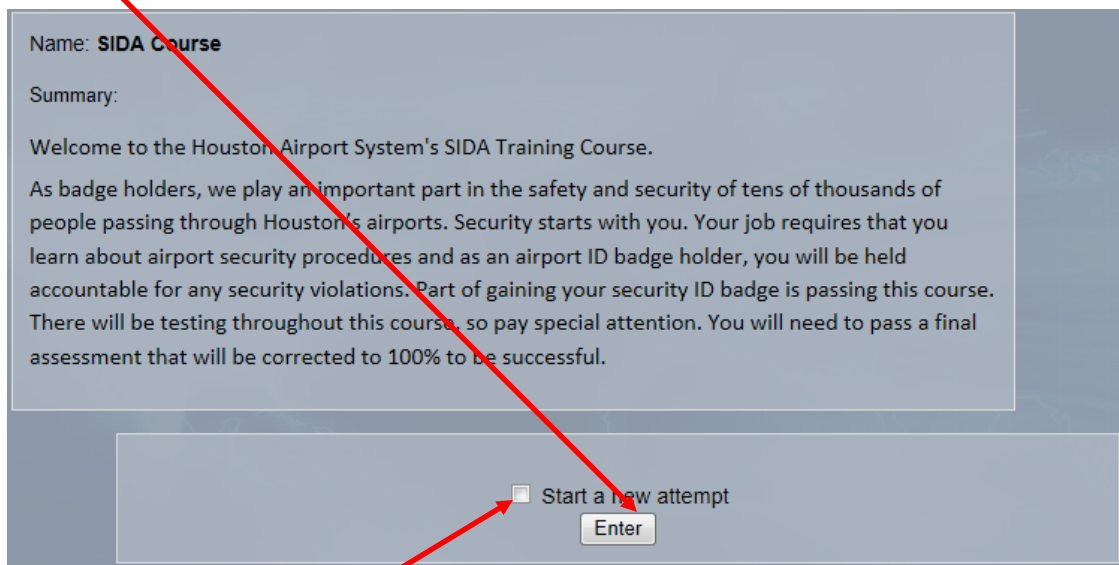 Name: SIDA Course
Summary:
Welcome to the Houston Airport System's SIDA Training Course.
As badge holders, we play an important part in the safety and security of tens of thousands of
people passing through Houston's airports. Security starts with you. Your job requires that you
learn about airport security procedures and as an airport ID badge holder, you will be held
accountable for any security violations. Part of gaining your security ID badge is passing this course.
There will be testing throughout this course, so pay special attention. You will need to pass a final
assessment that will be corrected to 100% to be successful.
Start a new attempt
Enter